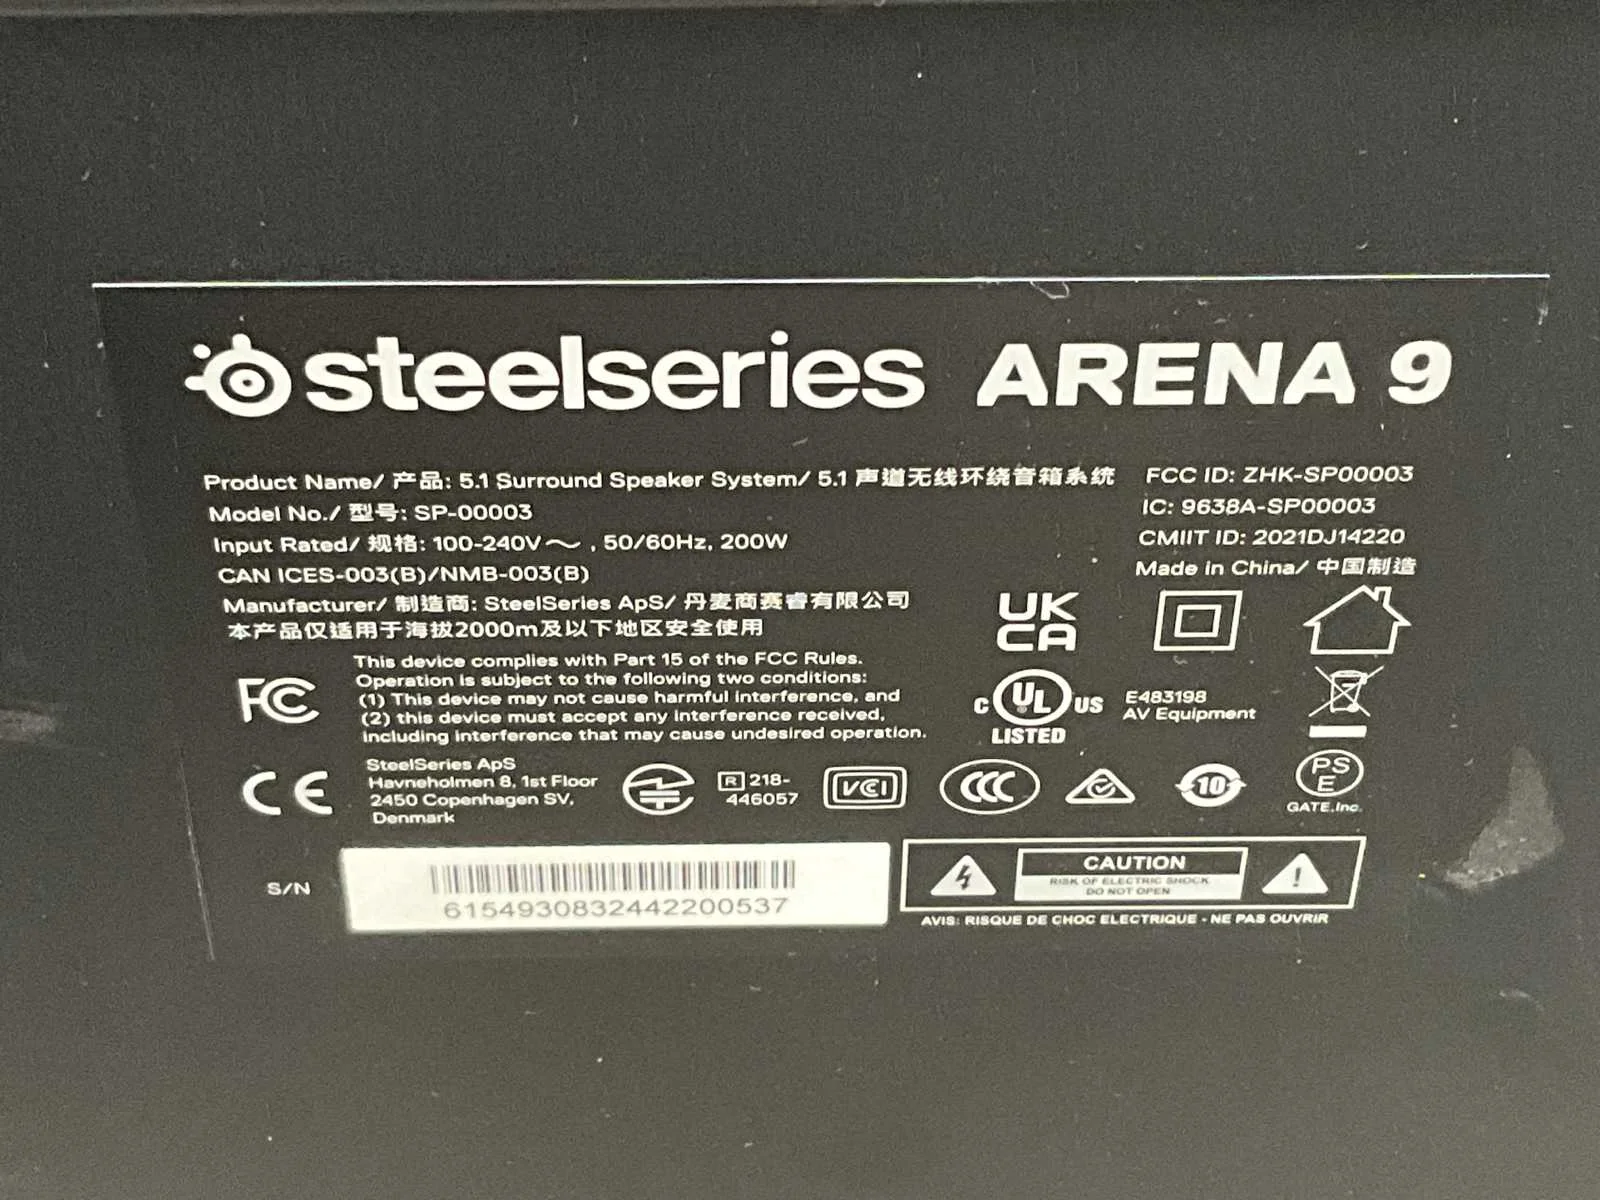 steelseries ARENA 9
Product Name/ 产品: 5.1 Surround Speaker System/ 5.1 声道无线环绕音箱系统
Model No./ 型号: SP-00003
Input Rated/ 规格: 100-240V～ , 50/60Hz, 200W
CAN ICES-003(B)/NMB-003(B)
Manufacturer/ 制造商: SteelSeries ApS/ 丹麦商赛睿有限公司
本产品仅适用于海拔2000m及以下地区安全使用
FCC ID: ZHK-SP00003
IC: 9638A-SP00003
CMIIT ID: 2021DJ14220
Made in China/ 中国制造
UK
CA
FC
This device complies with Part 15 of the FCC Rules.
Operation is subject to the following two conditions:
(1) This device may not cause harmful interference, and
(2) this device must accept any interference received,
including interference that may cause undesired operation.
C UL US
LISTED
E483198
AV Equipment
CE
SteelSeries ApS
Havneholmen 8, 1st Floor
2450 Copenhagen SV,
Denmark
R 218-
446057
VCI
CCC
10
PS
E
GATE.Inc.
S/N
6154930832442200537
CAUTION
RISK OF ELECTRIC SHOCK
DO NOT OPEN
AVIS: RISQUE DE CHOC ELECTRIQUE - NE PAS OUVRIR